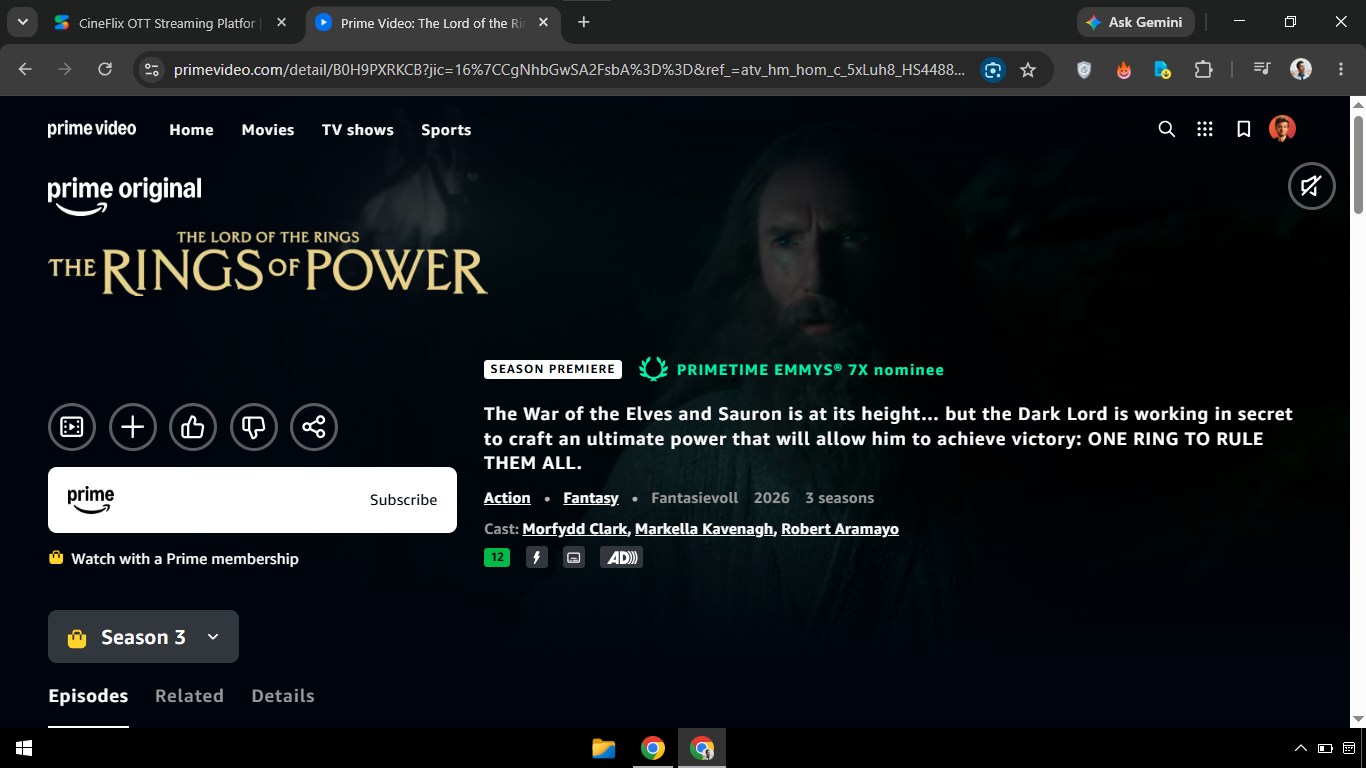 CineFlix OTT Streaming Platfor
Prime Video: The Lord of the Ri
Ask Gemini
primevideo.com/detail/B0H9PXRKCB?jic=16%7CCgNhbGwSA2FsbA%3D%3D&ref_=atv_hm_hom_c_5xLuh8_HS4488...
prime video
Home
Movies
TV shows
Sports
prime original
THE LORD OF THE RINGS
THE RINGS OF POWER
SEASON PREMIERE
PRIMETIME EMMYS® 7X nominee
The War of the Elves and Sauron is at its height... but the Dark Lord is working in secret
to craft an ultimate power that will allow him to achieve victory: ONE RING TO RULE
THEM ALL.
prime
Subscribe
Action • Fantasy • Fantasievoll 2026 3 seasons
Cast: Morfydd Clark, Markella Kavenagh, Robert Aramayo
12
AD)))
Watch with a Prime membership
Season 3
Episodes
Related
Details